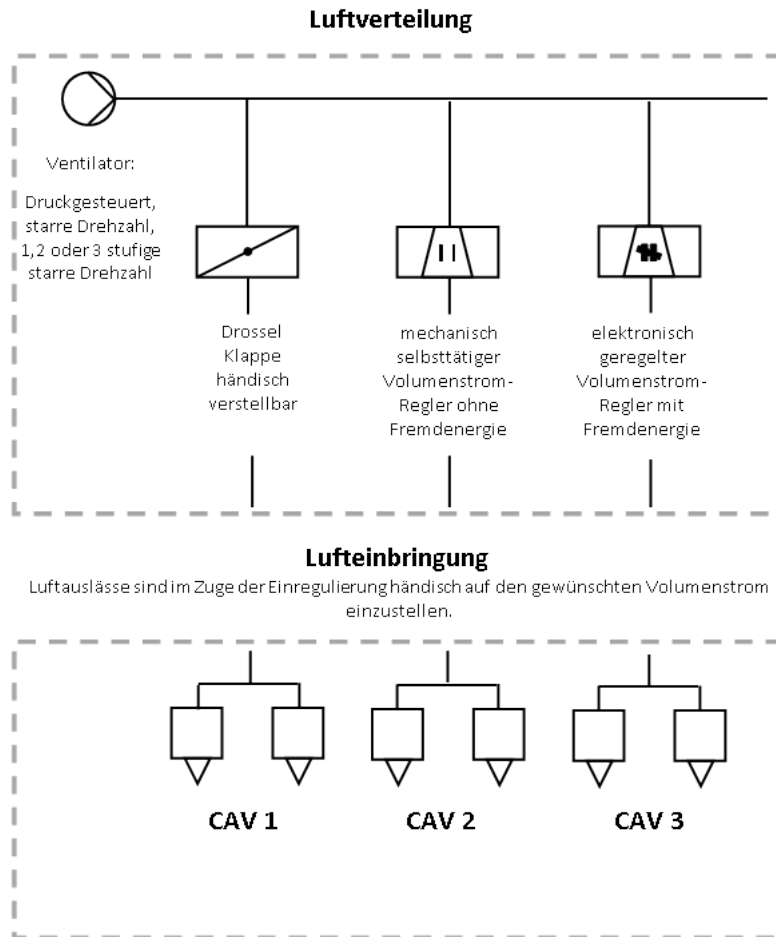 Luftverteilung
Ventilator:
Druckgesteuert,
starre Drehzahl,
1,2 oder 3 stufige
starre Drehzahl
Drossel
Klappe
händisch
verstellbar
mechanisch
selbsttätiger
Volumenstrom-
Regler ohne
Fremdenergie
elektronisch
geregelter
Volumenstrom-
Regler mit
Fremdenergie
Lufteinbringung
Luftauslässe sind im Zuge der Einregulierung händisch auf den gewünschten Volumenstrom
einzustellen.
CAV 1
CAV 2
CAV 3